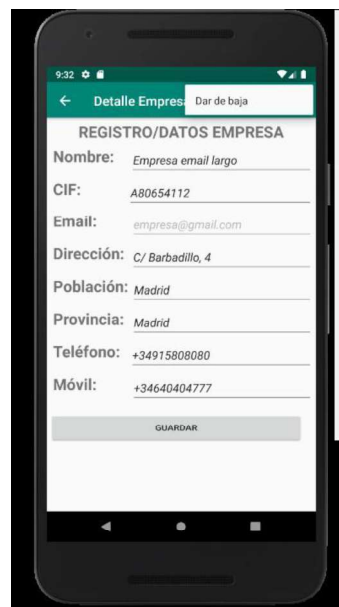 9:32
Detalle Empres
Dar de baja
REGISTRO/DATOS EMPRESA
Nombre: Empresa email largo
CIF: A80654112
Email: empresa@gmail.com
Dirección: C/ Barbadillo, 4
Población: Madrid
Provincia: Madrid
Teléfono: +34915808080
Móvil: +34640404777
GUARDAR